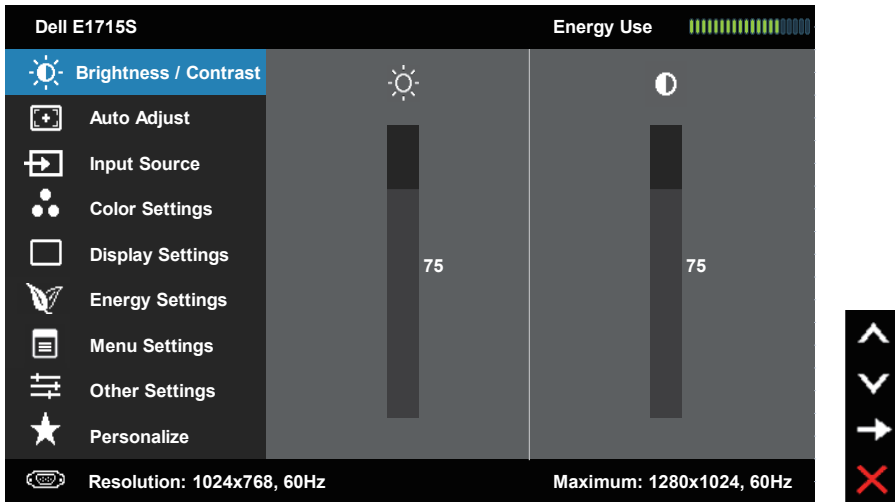 Dell E1715S
Energy Use
Brightness / Contrast
Auto Adjust
Input Source
Color Settings
Display Settings
75
75
Energy Settings
Menu Settings
Other Settings
Personalize
Resolution: 1024x768, 60Hz
Maximum: 1280x1024, 60Hz